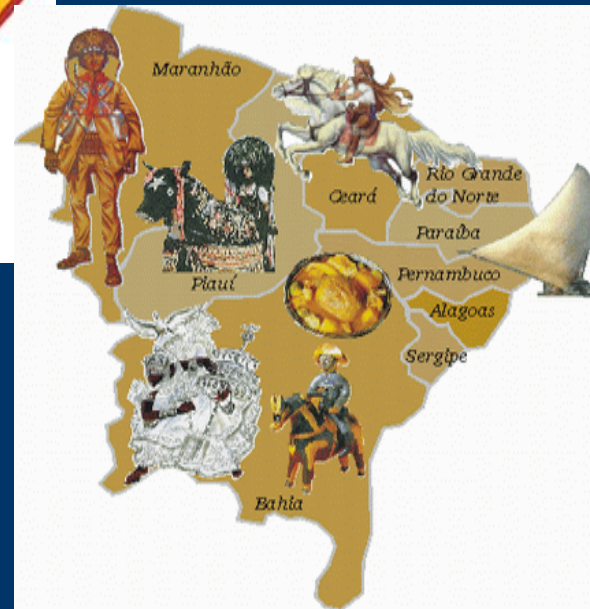 Maranhão
Ceará
Rio Grande
do Norte
Paraíba
Piauí
Pernambuco
Alagoas
Sergipe
Bahia